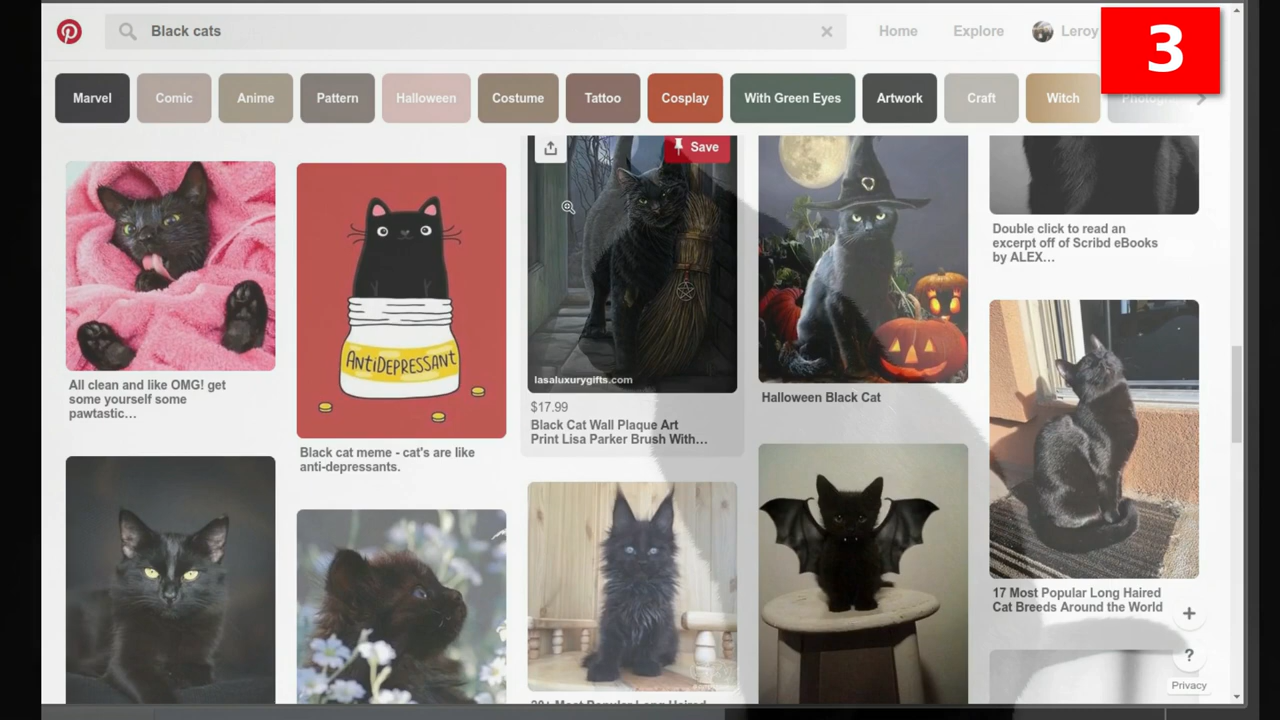 Black cats
Home
Explore
Leroy
3
Marvel
Comic
Anime
Pattern
Halloween
Costume
Tattoo
Cosplay
With Green Eyes
Artwork
Craft
Witch
Save
All clean and like OMG! get
some yourself some
pawtastic...
ANTiDEPRESSANT
Black cat meme - cat's are like
anti-depressants.
lasaluxurygifts.com
$17.99
Black Cat Wall Plaque Art
Print Lisa Parker Brush With...
Halloween Black Cat
Double click to read an
excerpt off of Scribd eBooks
by ALEX...
17 Most Popular Long Haired
Cat Breeds Around the World
+
?
Privacy